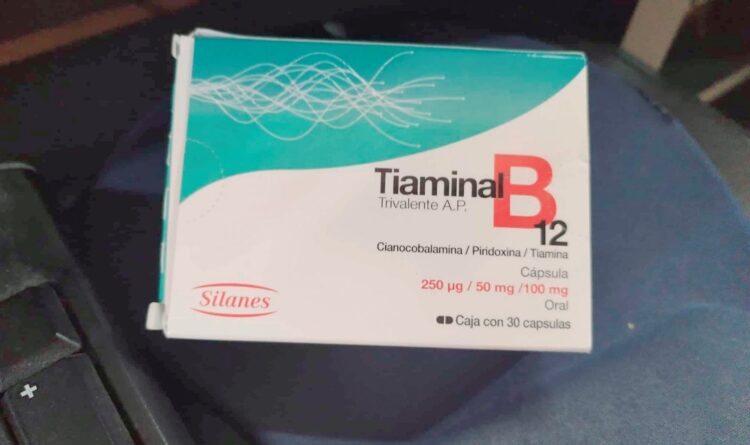 Tiaminal B
Trivalente A.P.
12
Cianocobalamina / Piridoxina / Tiamina
Cápsula
250 µg / 50 mg /100 mg
Oral
Silanes
Caja con 30 capsulas
+